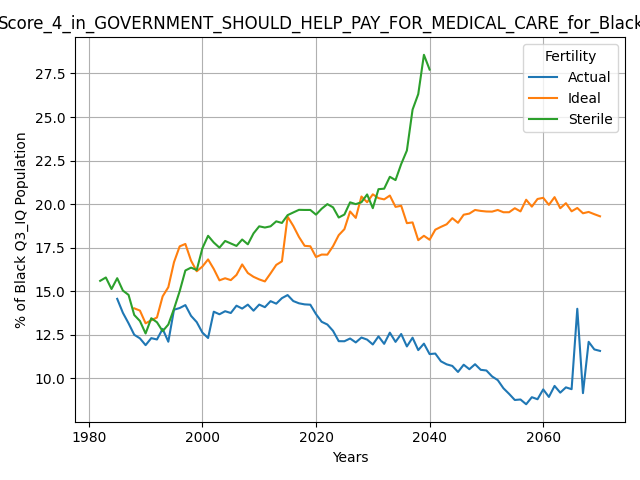 Score_4_in_GOVERNMENT_SHOULD_HELP_PAY_FOR_MEDICAL_CARE_for_Black
Fertility
Actual
Ideal
Sterile
27.5
25.0
22.5
20.0
17.5
15.0
12.5
10.0
% of Black Q3_IQ Population
1980
2000
2020
2040
2060
Years